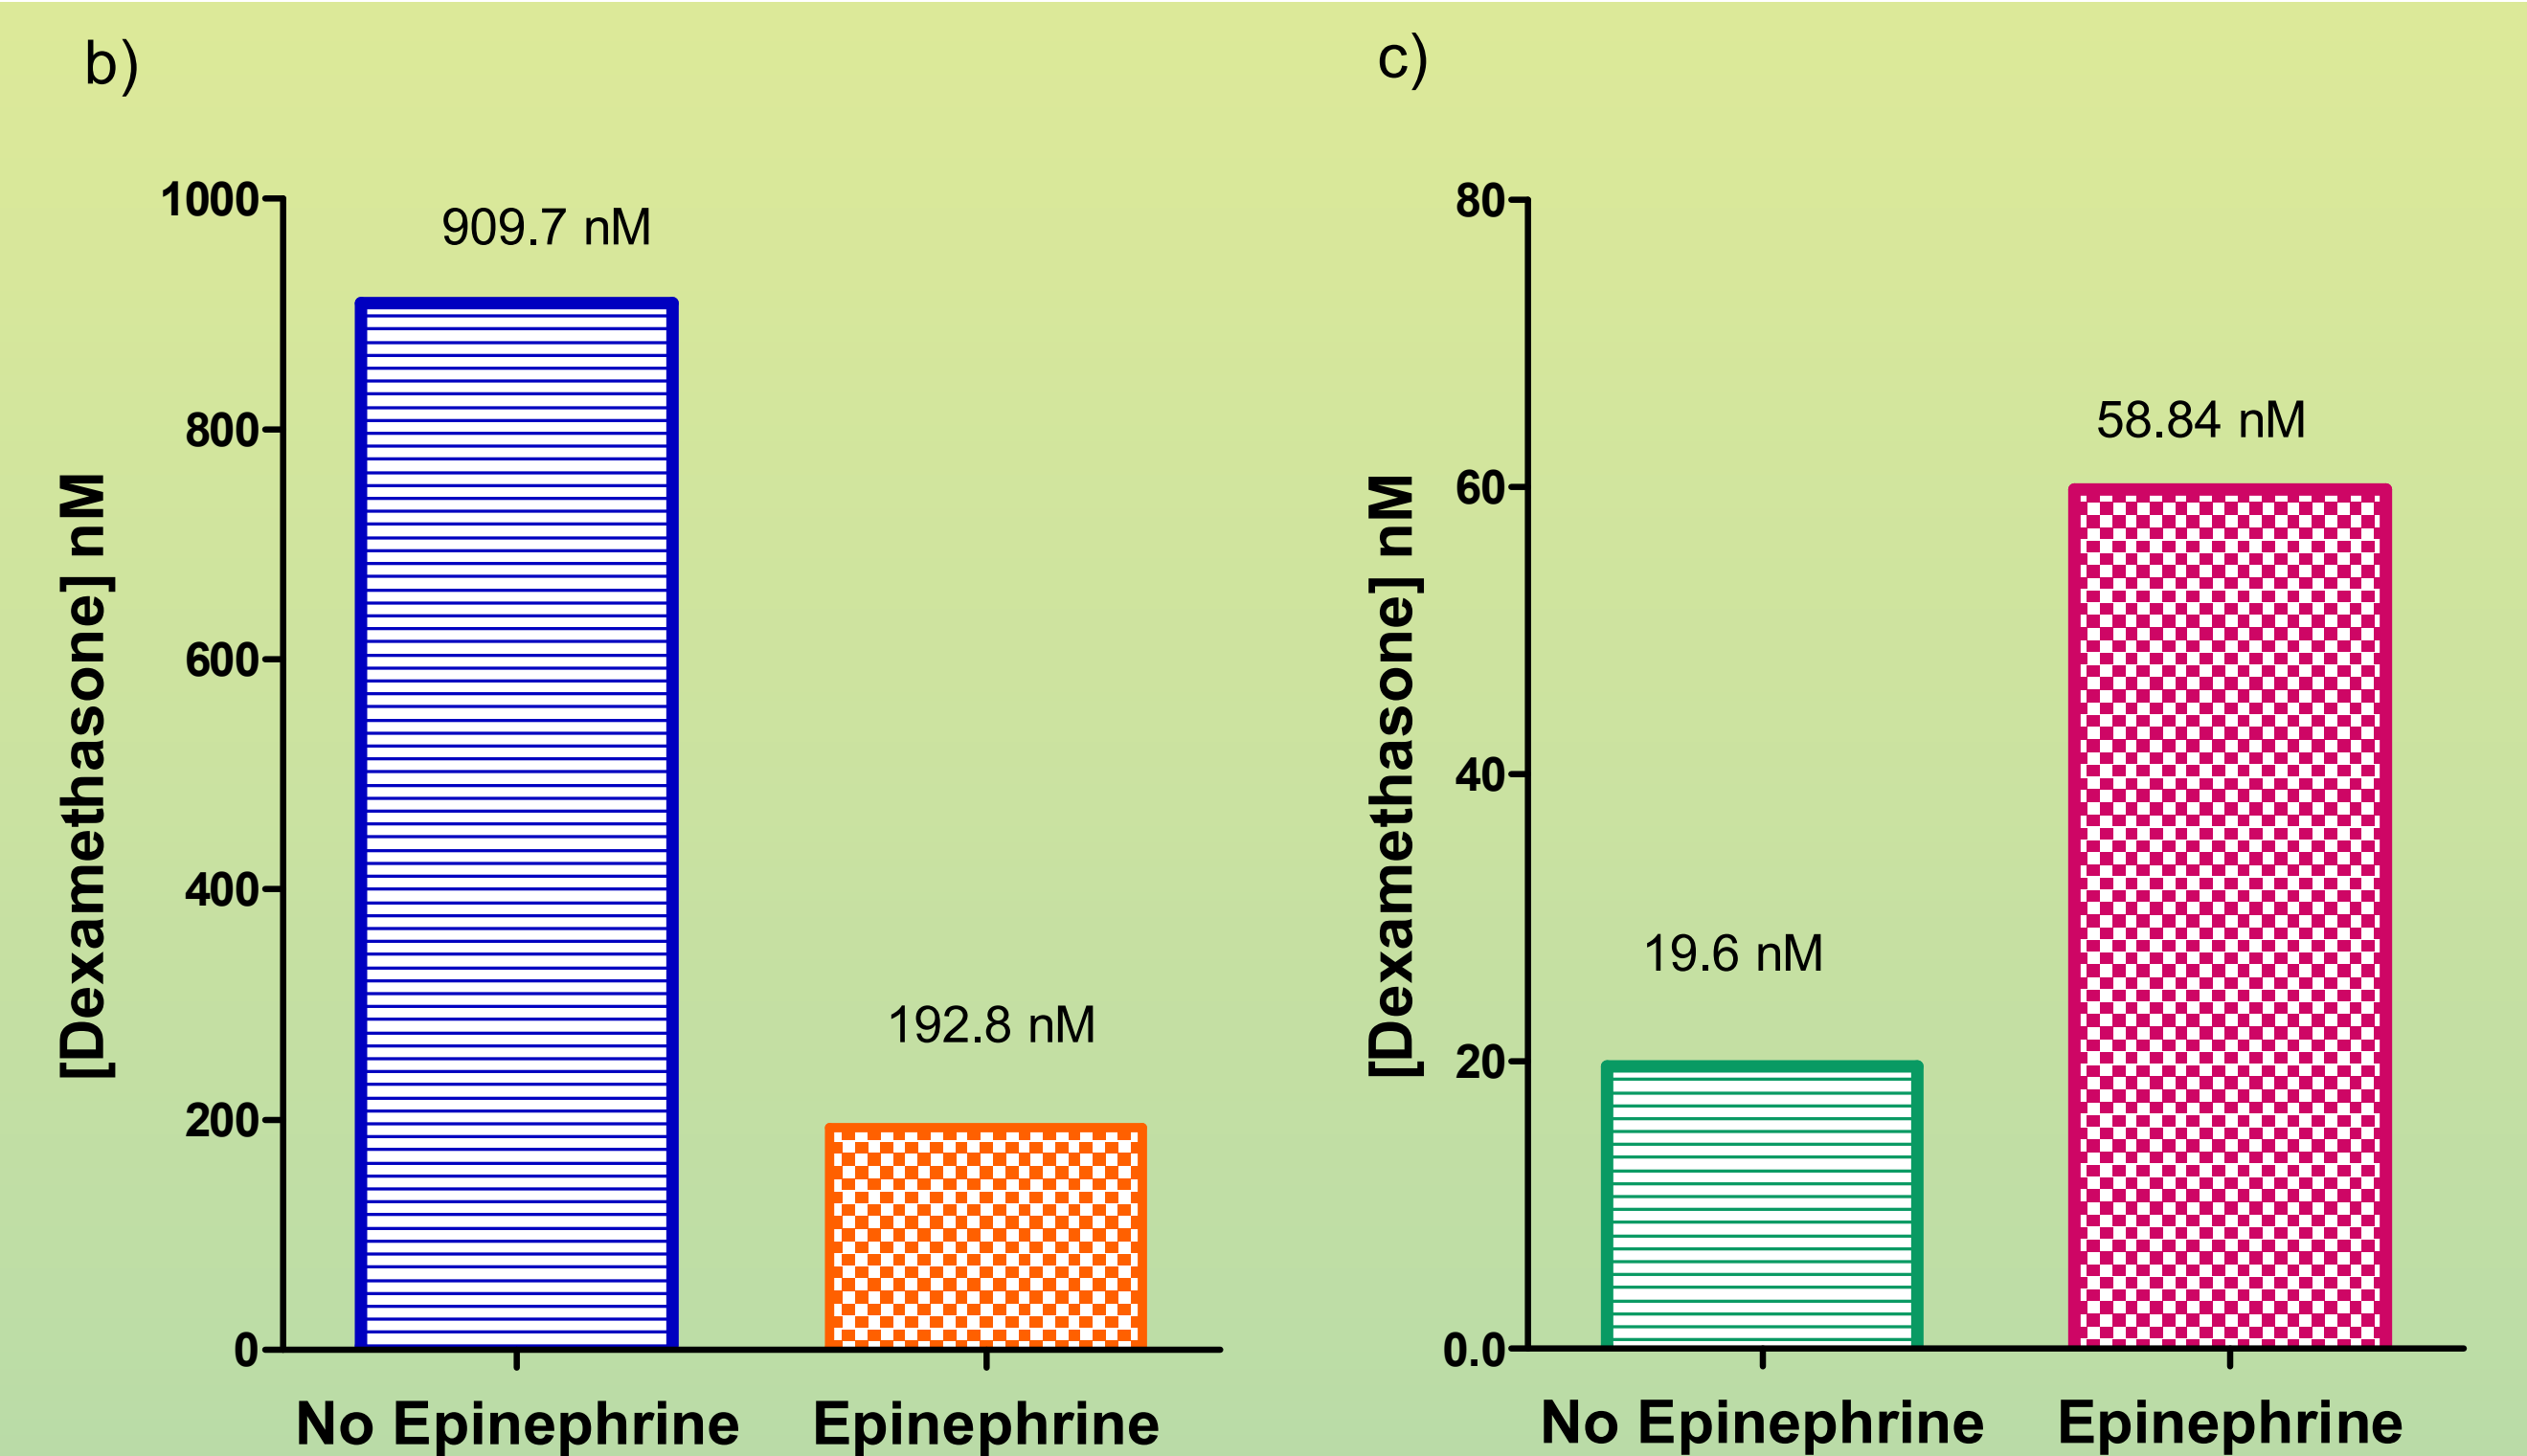 b)
1000
800
600
400
200
0
[Dexamethasone] nM
909.7 nM
192.8 nM
No Epinephrine
Epinephrine
c)
80
60
40
20
0.0
[Dexamethasone] nM
19.6 nM
58.84 nM
No Epinephrine
Epinephrine